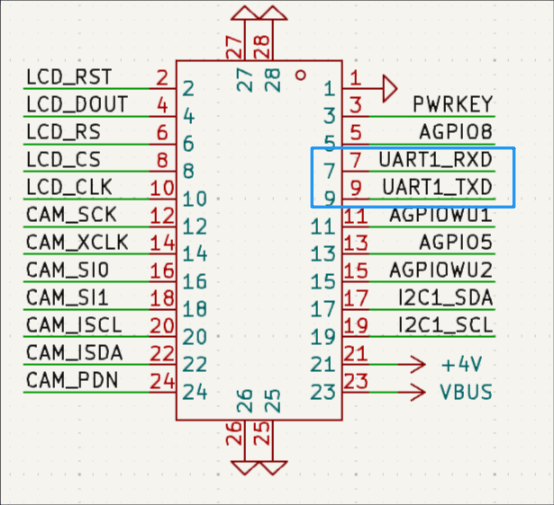 27 28
27 28
LCD_RST 2 2 1 1
LCD_DOUT 4 4 3 3 PWRKEY
LCD_RS 6 6 5 5 AGPIO8
LCD_CS 8 8 7 7 UART1_RXD
LCD_CLK 10 10 9 9 UART1_TXD
CAM_SCK 12 12 11 11 AGPIOWU1
CAM_XCLK 14 14 13 13 AGPIO5
CAM_SI0 16 16 15 15 AGPIOWU2
CAM_SI1 18 18 17 17 I2C1_SDA
CAM_ISCL 20 20 19 19 I2C1_SCL
CAM_ISDA 22 22 21 21 +4V
CAM_PDN 24 24 23 23 VBUS
26 25
26 25